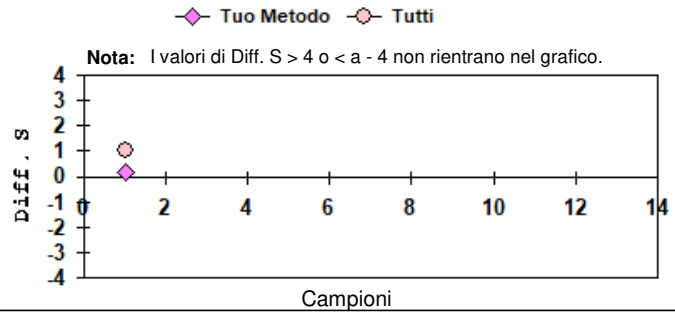 Tuo Metodo Tutti
Nota: I valori di Diff. S > 4 o < a - 4 non rientrano nel grafico.
4
3
2
1
0
-1
-2
-3
-4
Diff. S
0 2 4 6 8 10 12 14
Campioni